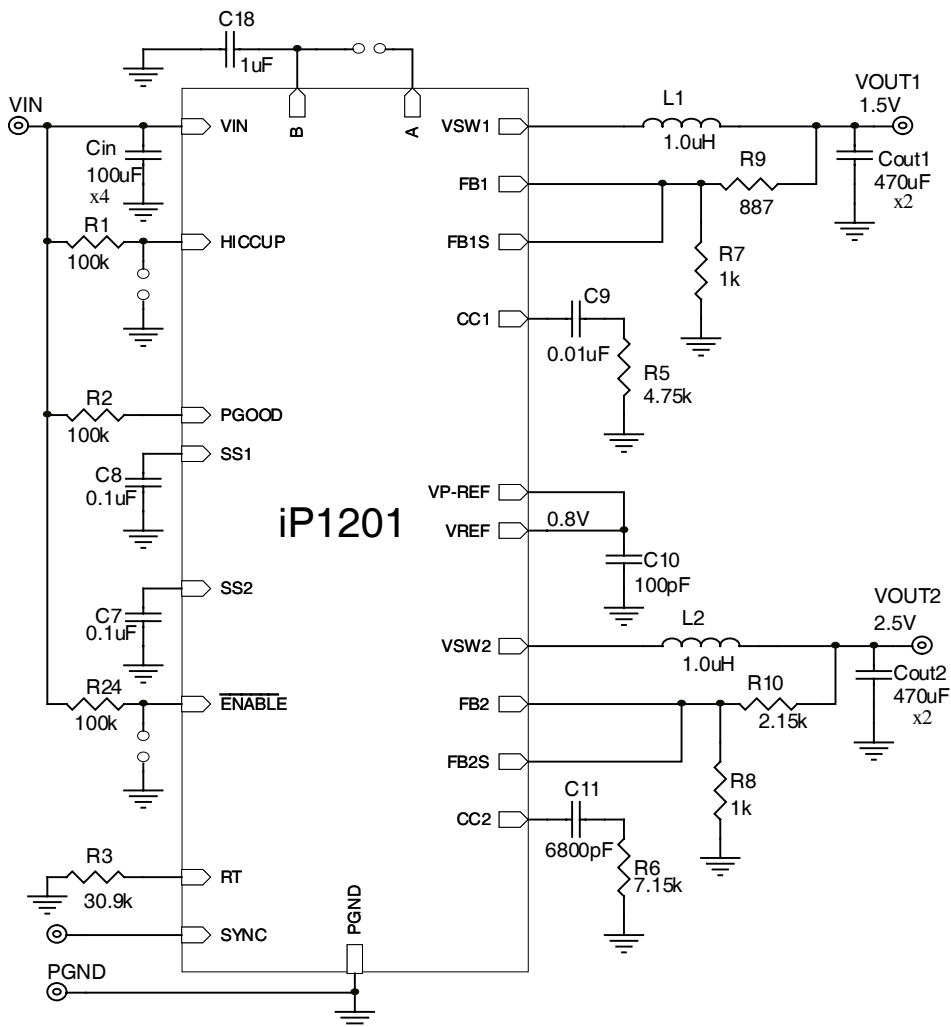 C18
1uF
VIN
B
A
VOUT1
1.5V
L1
1.0uH
VIN
VSW1
Cin
100uF
x4
R9
887
Cout1
470uF
x2
FB1
R1
100k
HICCUP
FB1S
R7
1k
C9
0.01uF
CC1
R5
4.75k
R2
100k
PGOOD
SS1
C8
0.1uF
iP1201
VP-REF
VREF
0.8V
C10
100pF
SS2
C7
0.1uF
VOUT2
2.5V
L2
1.0uH
VSW2
Cout2
470uF
x2
R24
100k
ENABLE
FB2
R10
2.15k
FB2S
R8
1k
C11
6800pF
CC2
R6
7.15k
R3
30.9k
RT
SYNC
PGND
PGND